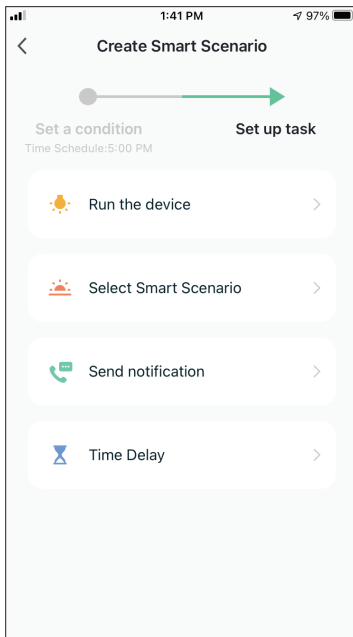 1:41 PM
97%
Create Smart Scenario
Set a condition
Set up task
Time Schedule:5:00 PM
Run the device
Select Smart Scenario
Send notification
Time Delay